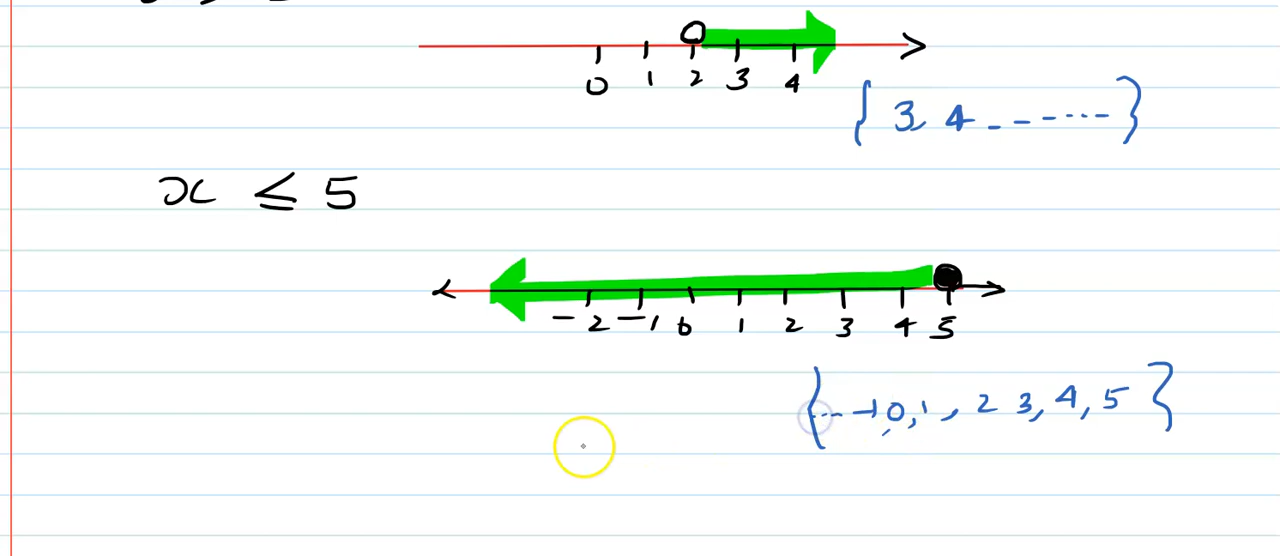 0 1 2 3 4
{ 3, 4 - - - - ··· }
x ≤ 5
-2 -1 0 1 2 3 4 5
{ ··· -1, 0, 1, 2 3, 4, 5 }